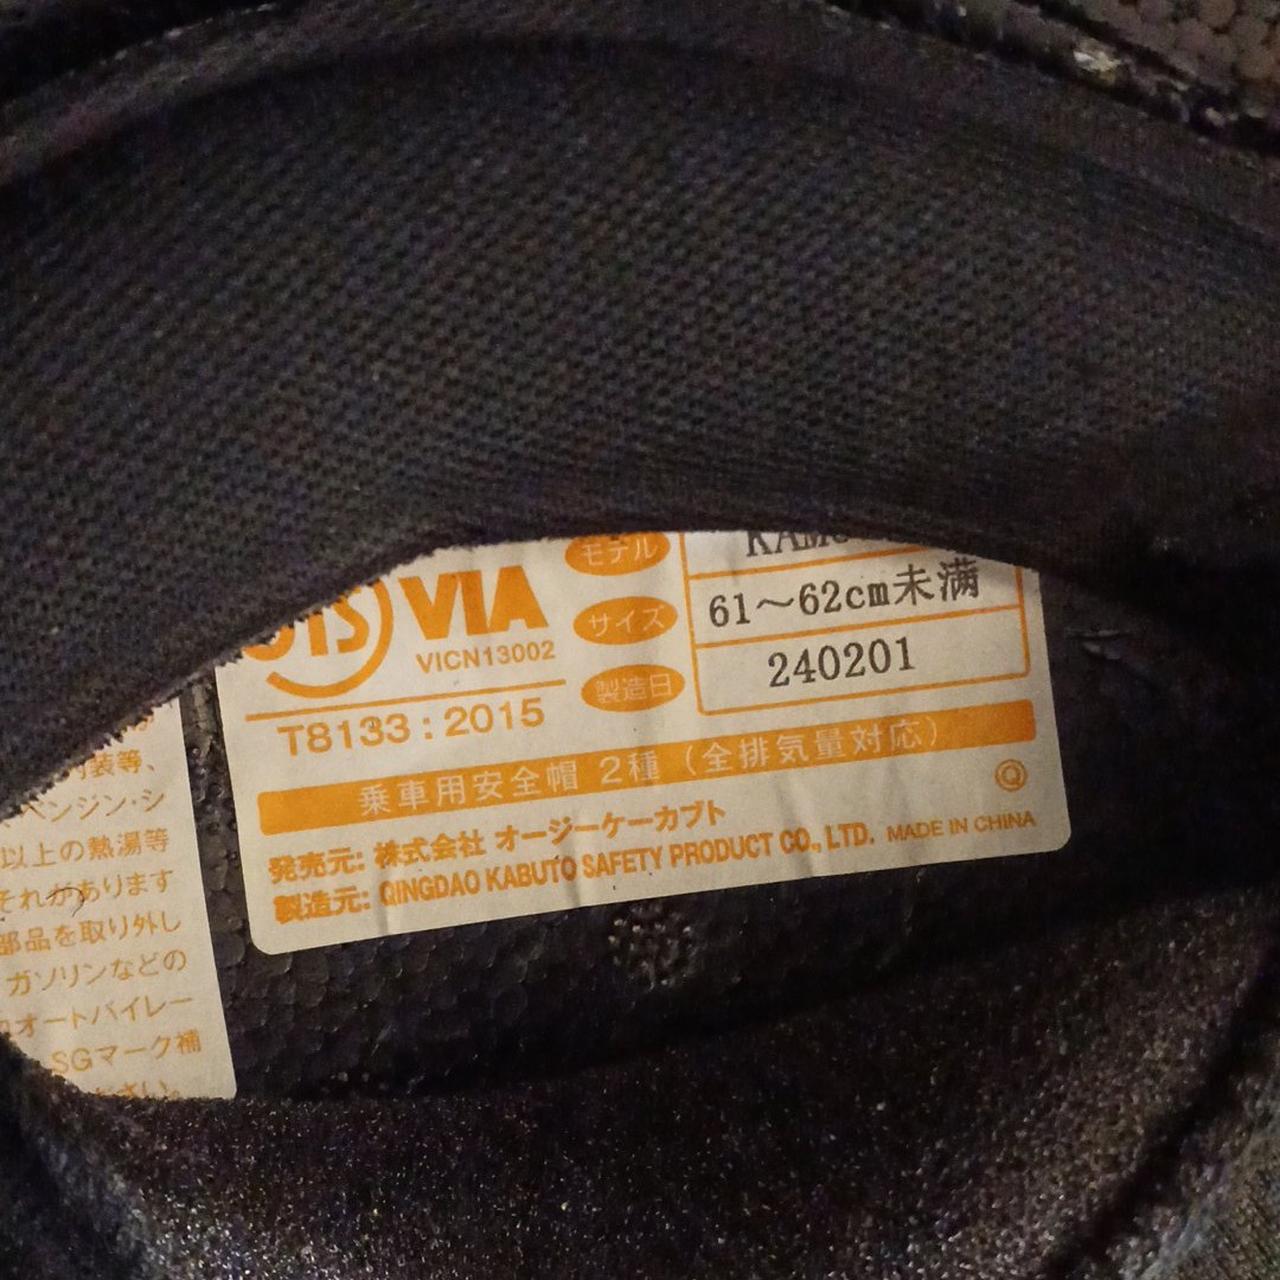 モデル
JIS VIA
サイズ 61～62cm未満
VICN13002
製造日 240201
T8133 : 2015
乗車用安全帽 2種 （全排気量対応）
Q
発売元: 株式会社 オージーケーカブト
製造元: QINGDAO KABUTO SAFETY PRODUCT CO., LTD. MADE IN CHINA
装等、
ベンジン・シ
以上の熱湯等
それがあります
部品を取り外し
ガソリンなどの
オートバイレー
SGマーク補
さい。